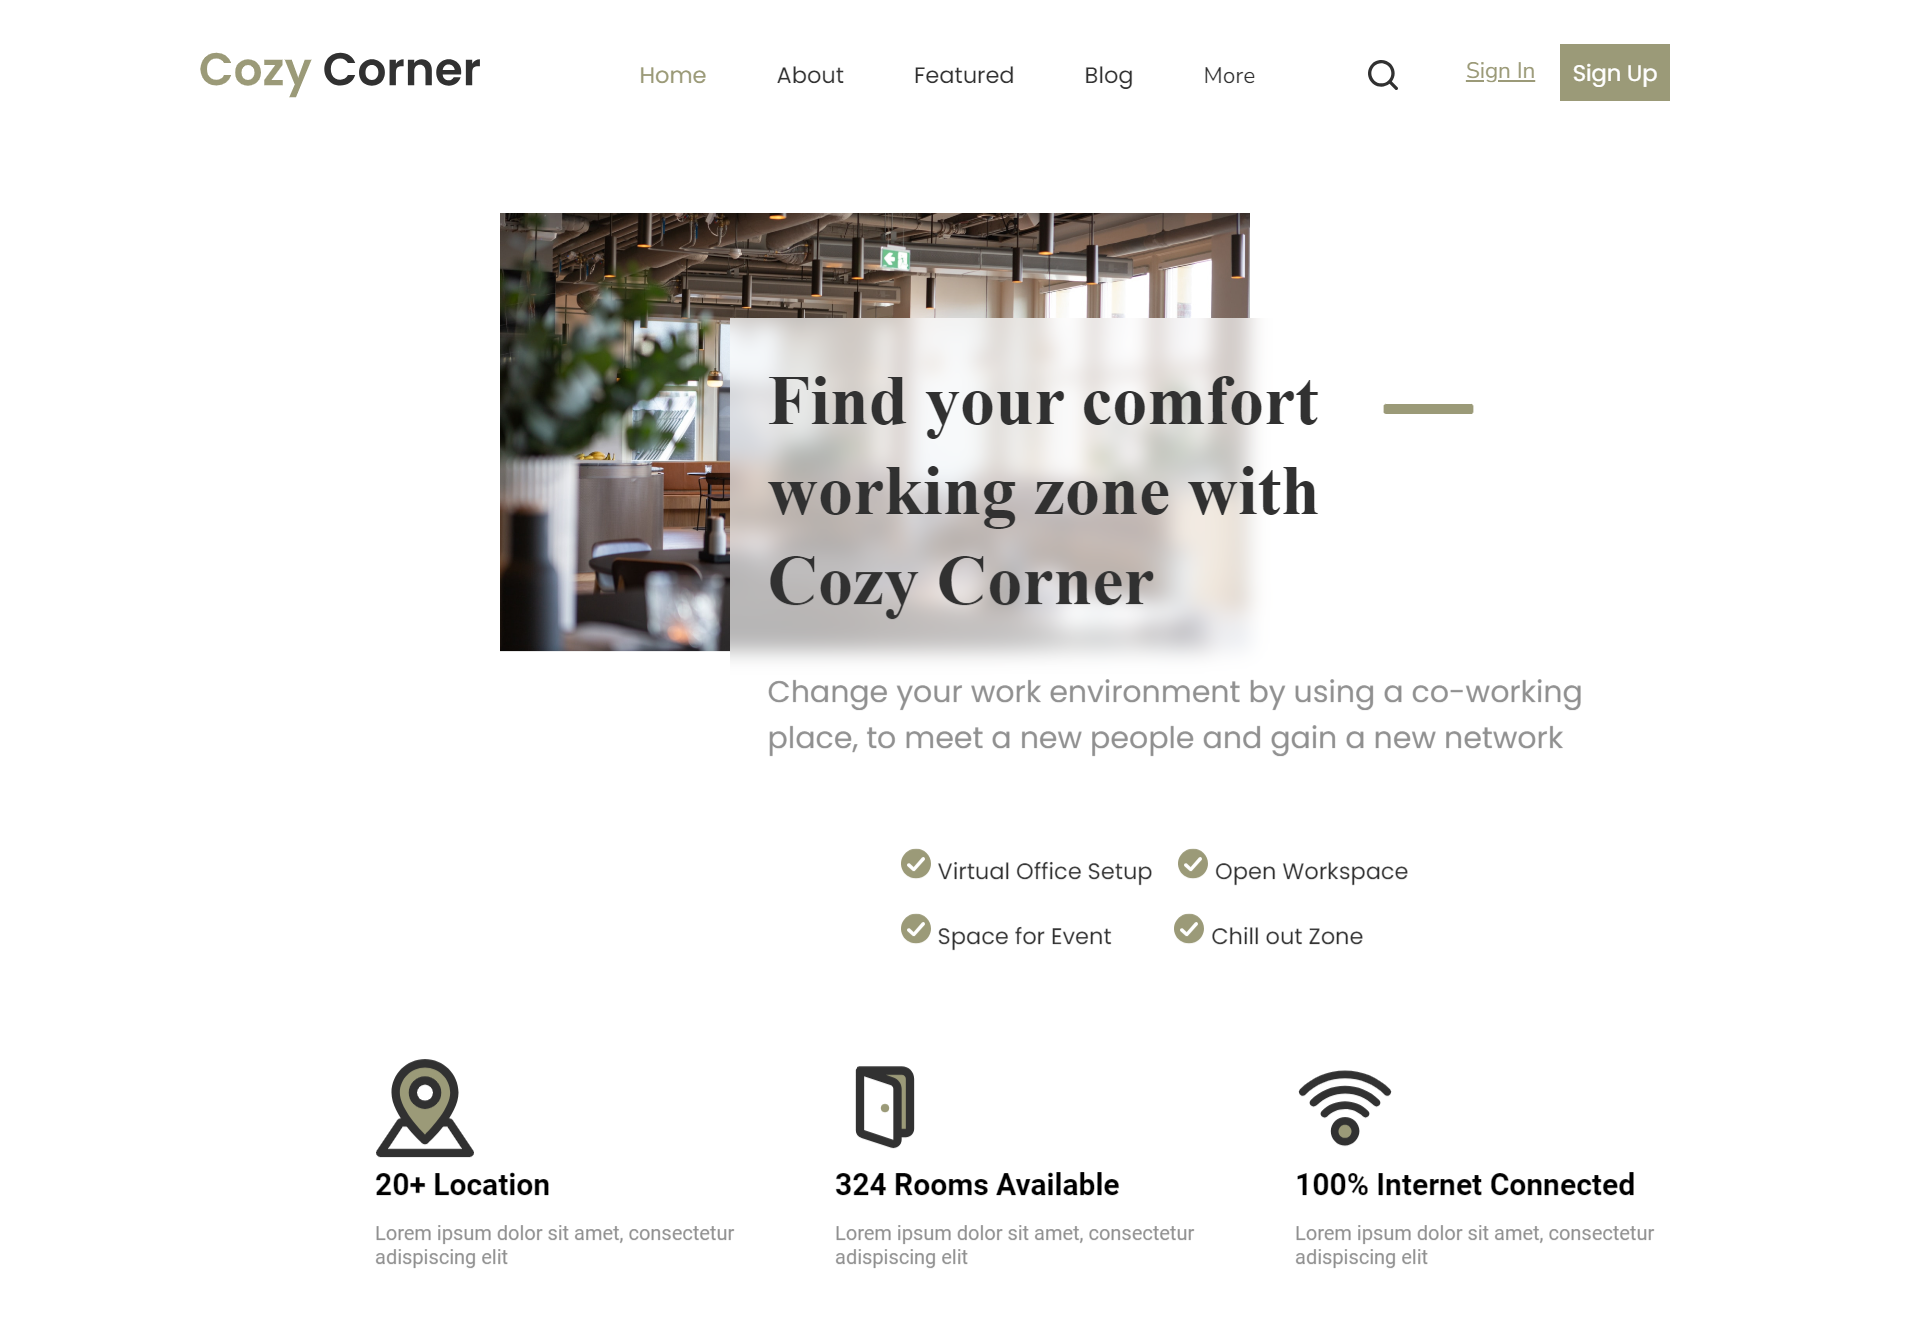 Cozy Corner
Home About Featured Blog More
Sign In Sign Up
Find your comfort
working zone with
Cozy Corner
Change your work environment by using a co-working
place, to meet a new people and gain a new network
Virtual Office Setup Open Workspace
Space for Event Chill out Zone
20+ Location
Lorem ipsum dolor sit amet, consectetur
adipiscing elit
324 Rooms Available
Lorem ipsum dolor sit amet, consectetur
adipiscing elit
100% Internet Connected
Lorem ipsum dolor sit amet, consectetur
adipiscing elit